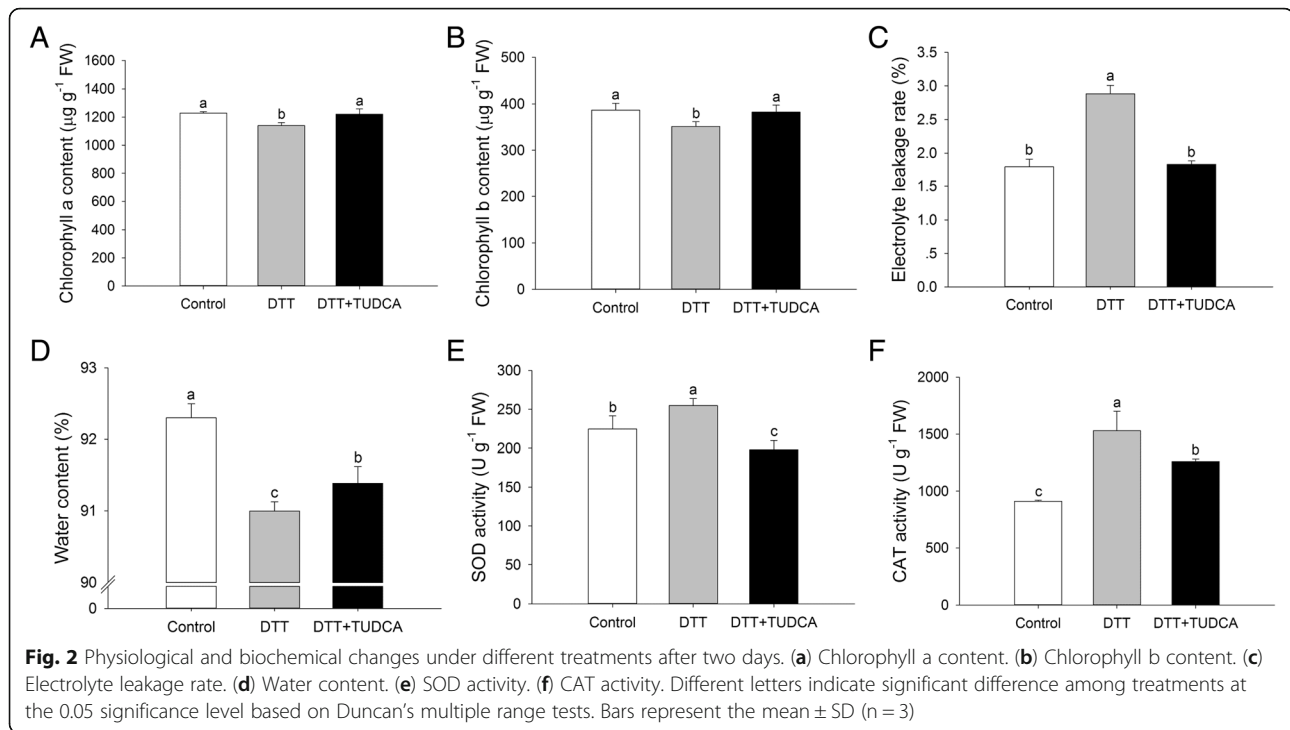 A
Chlorophyll a content (µg g⁻¹ FW)
1600
1400
1200
1000
800
600
400
200
0
a
b
a
Control
DTT
DTT+TUDCA
B
Chlorophyll b content (µg g⁻¹ FW)
500
400
300
200
100
0
a
b
a
Control
DTT
DTT+TUDCA
C
Electrolyte leakage rate (%)
3.5
3.0
2.5
2.0
1.5
1.0
.5
0.0
b
a
b
Control
DTT
DTT+TUDCA
D
Water content (%)
93
92
91
90
0
a
c
b
Control
DTT
DTT+TUDCA
E
SOD activity (U g⁻¹ FW)
300
250
200
150
100
50
0
b
a
c
Control
DTT
DTT+TUDCA
F
CAT activity (U g⁻¹ FW)
2000
1500
1000
500
0
c
a
b
Control
DTT
DTT+TUDCA
Fig. 2 Physiological and biochemical changes under different treatments after two days. (a) Chlorophyll a content. (b) Chlorophyll b content. (c)
Electrolyte leakage rate. (d) Water content. (e) SOD activity. (f) CAT activity. Different letters indicate significant difference among treatments at
the 0.05 significance level based on Duncan's multiple range tests. Bars represent the mean ± SD (n = 3)